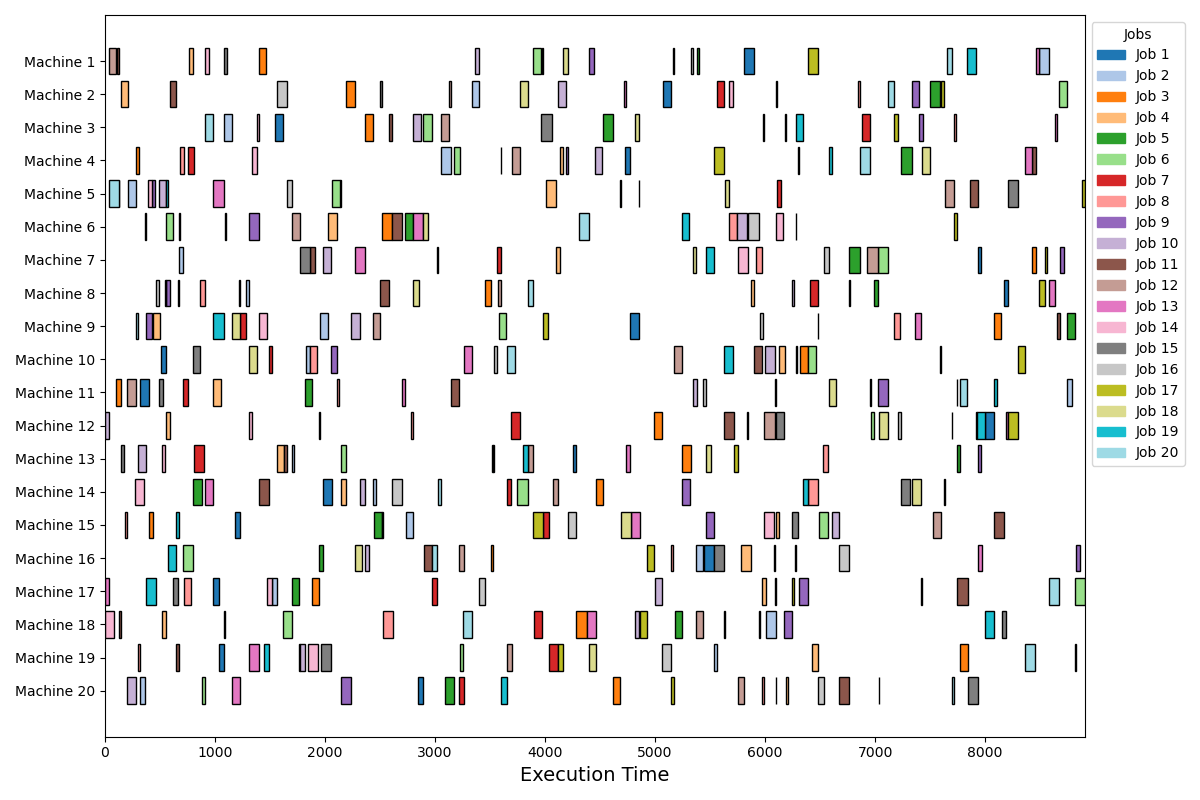 Machine 1
Machine 2
Machine 3
Machine 4
Machine 5
Machine 6
Machine 7
Machine 8
Machine 9
Machine 10
Machine 11
Machine 12
Machine 13
Machine 14
Machine 15
Machine 16
Machine 17
Machine 18
Machine 19
Machine 20
0 1000 2000 3000 4000 5000 6000 7000 8000
Execution Time
Jobs
Job 1
Job 2
Job 3
Job 4
Job 5
Job 6
Job 7
Job 8
Job 9
Job 10
Job 11
Job 12
Job 13
Job 14
Job 15
Job 16
Job 17
Job 18
Job 19
Job 20